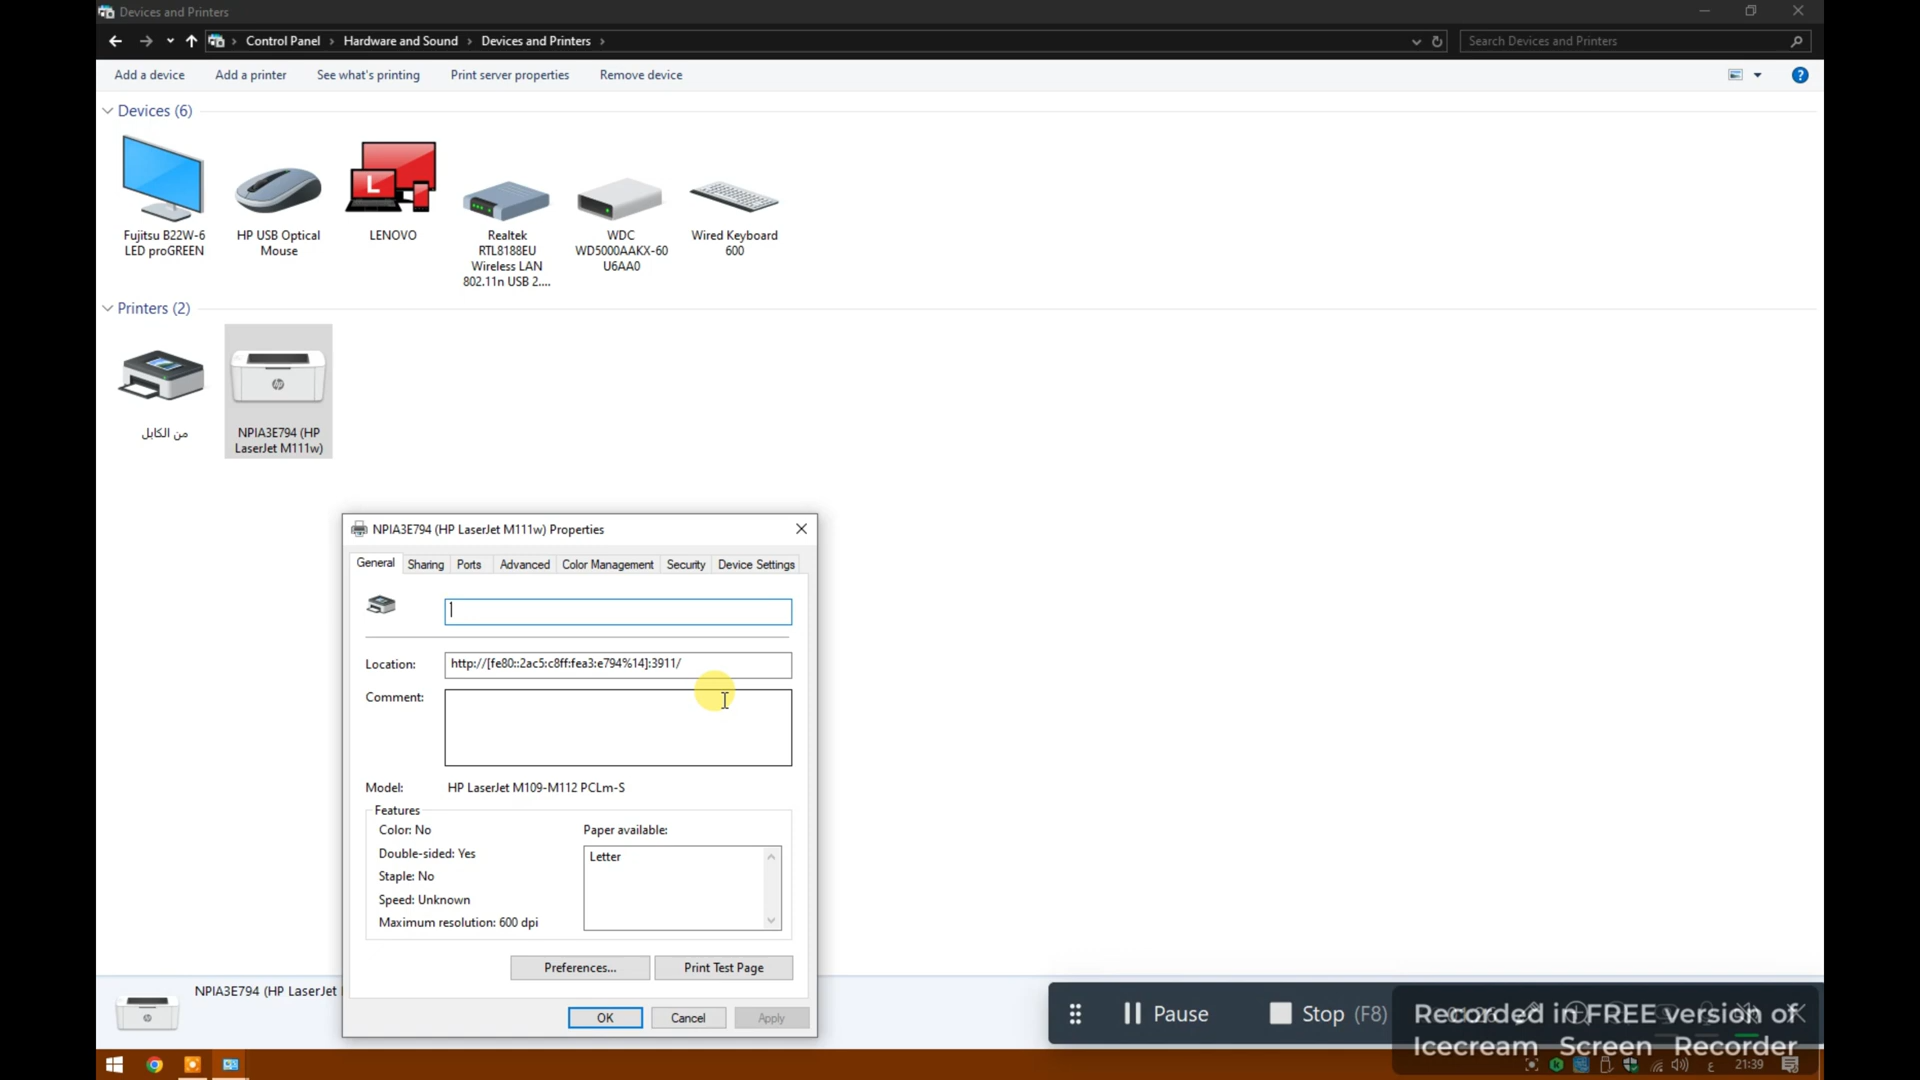 Devices and Printers
Control Panel > Hardware and Sound > Devices and Printers >
Search Devices and Printers
Add a device
Add a printer
See what's printing
Print server properties
Remove device
?
Devices (6)
Fujitsu B22W-6
LED proGREEN
HP USB Optical
Mouse
L
LENOVO
Realtek
RTL8188EU
Wireless LAN
802.11n USB 2....
WDC
WD5000AAKX-60
U6AA0
Wired Keyboard
600
Printers (2)
من الكابل
hp
NPIA3E794 (HP
LaserJet M111w)
NPIA3E794 (HP LaserJet M111w) Properties
General
Sharing
Ports
Advanced
Color Management
Security
Device Settings
Location:
http://[fe80::2ac5:c8ff:fea3:e794%14]:3911/
Comment:
Model:
HP LaserJet M109-M112 PCLm-S
Features
Color: No
Double-sided: Yes
Staple: No
Speed: Unknown
Maximum resolution: 600 dpi
Paper available:
Letter
Preferences...
Print Test Page
OK
Cancel
Apply
NPIA3E794 (HP LaserJet
Pause
Stop (F8)
Recorded in FREE version of
Icecream Screen Recorder
ع
21:39